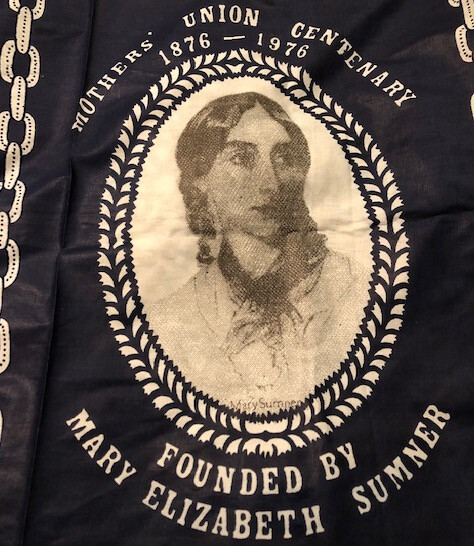 MOTHERS' UNION CENTENARY
1876 — 1976
Mary Sumner
FOUNDED BY
MARY ELIZABETH SUMNER